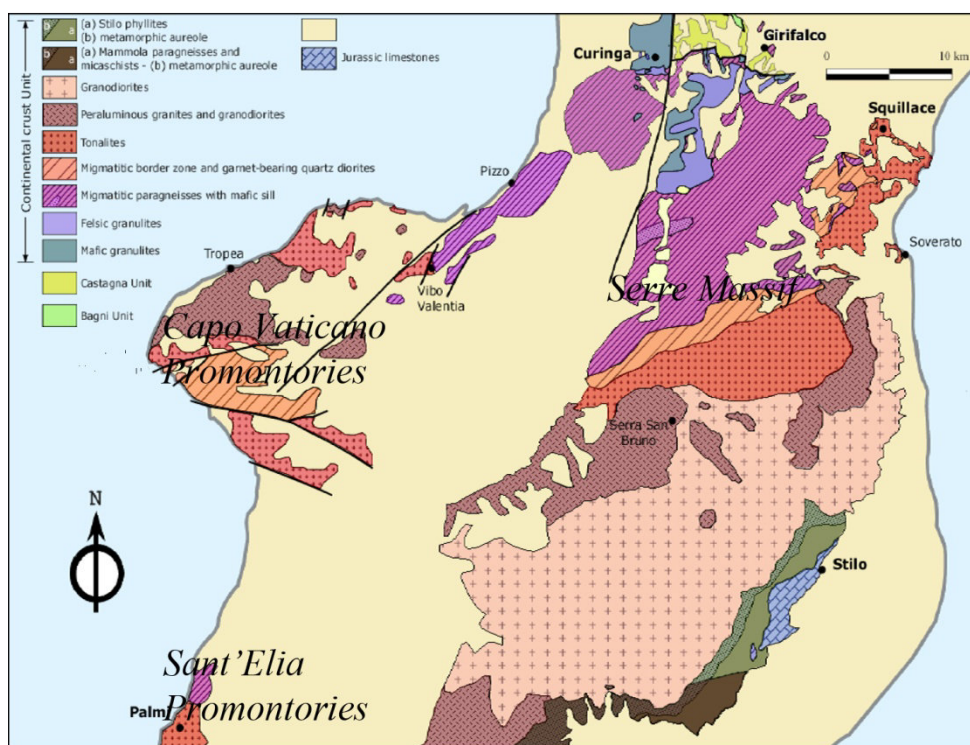 Continental crust Unit
b a
(a) Stilo phyllites
(b) metamorphic aureole
b a
(a) Mammola paragneisses and
micaschists - (b) metamorphic aureole
Granodiorites
Peraluminous granites and granodiorites
Tonalites
Migmatitic border zone and garnet-bearing quartz diorites
Migmatitic paragneisses with mafic sill
Felsic granulites
Mafic granulites
Castagna Unit
Bagni Unit
Jurassic limestones
Curinga
Girifalco
0 10 km
Squillace
Pizzo
Tropea
Soverato
Vibo
Valentia
Serre Massif
Capo Vaticano
Promontories
Serra San
Bruno
N
Stilo
Sant'Elia
Promontories
Palm